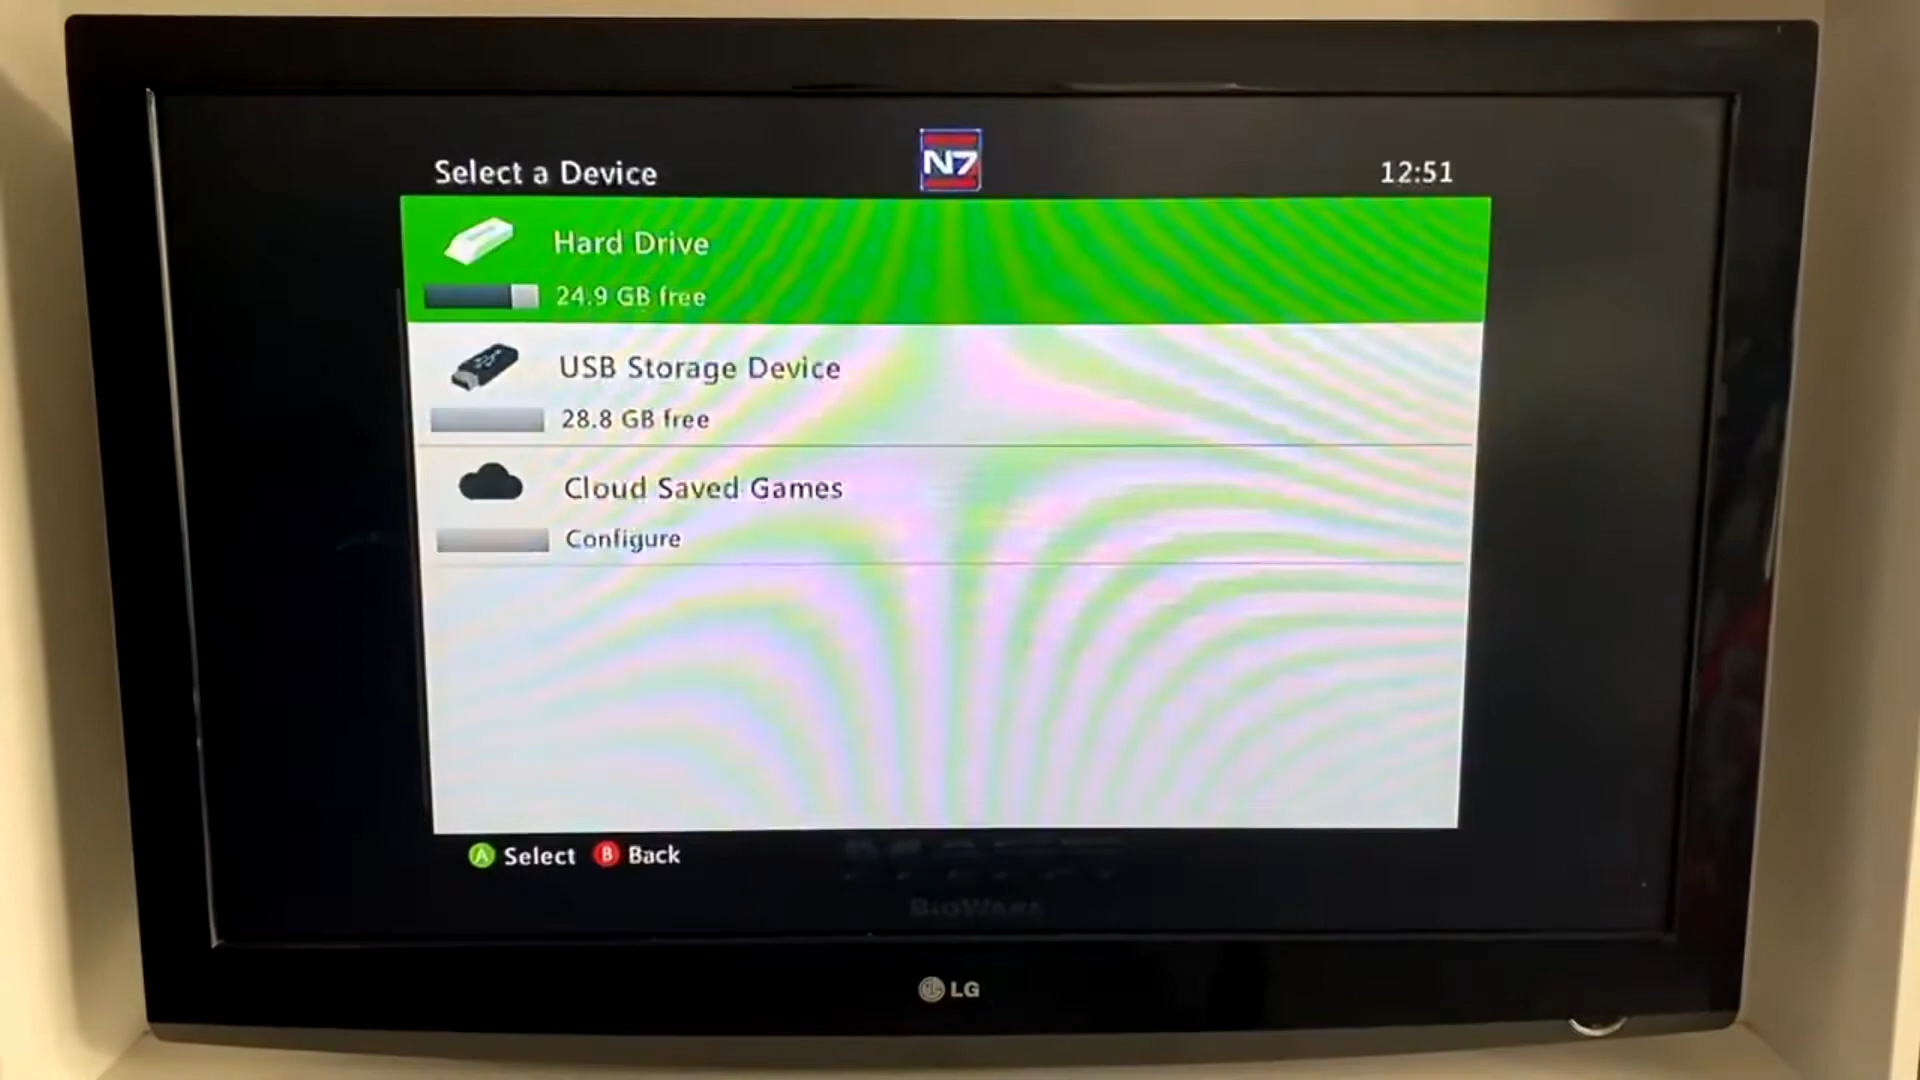 Select a Device
N7
12:51
Hard Drive
24.9 GB free
USB Storage Device
28.8 GB free
Cloud Saved Games
Configure
A Select B Back
BioWare
LG